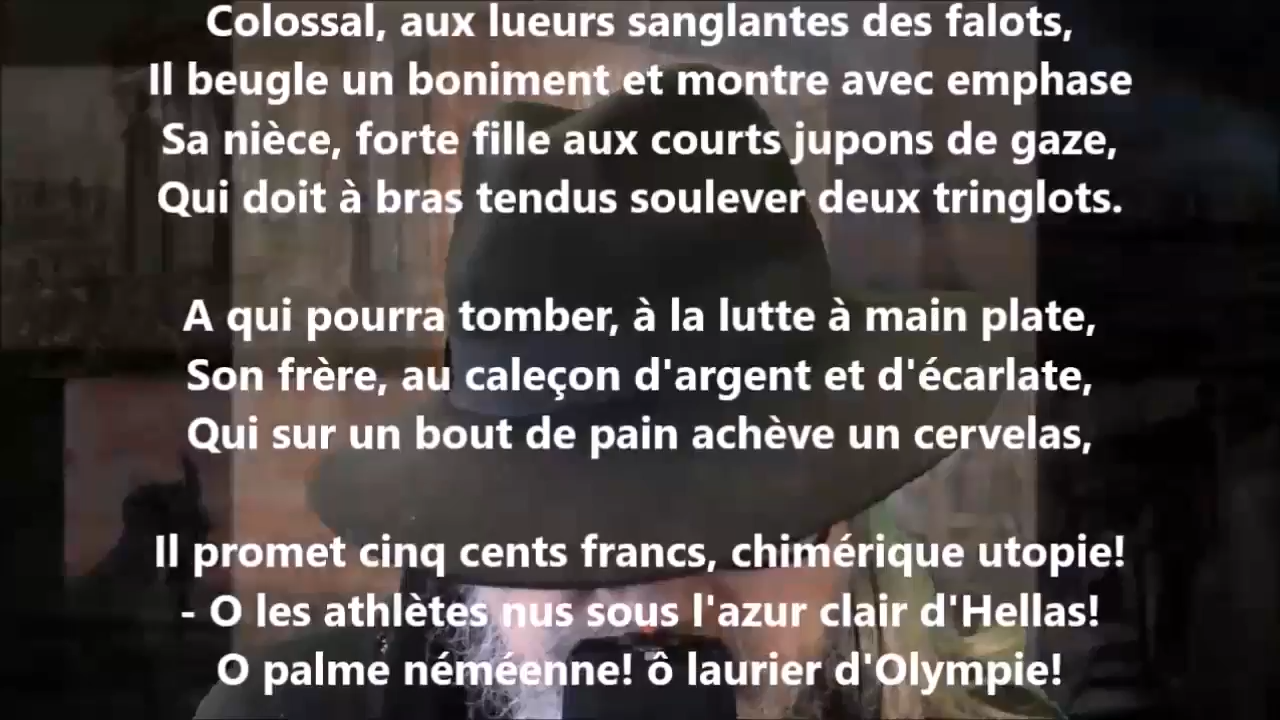 Colossal, aux lueurs sanglantes des falots,
Il beugle un boniment et montre avec emphase
Sa nièce, forte fille aux courts jupons de gaze,
Qui doit à bras tendus soulever deux tringlots.
A qui pourra tomber, à la lutte à main plate,
Son frère, au caleçon d'argent et d'écarlate,
Qui sur un bout de pain achève un cervelas,
Il promet cinq cents francs, chimérique utopie!
- O les athlètes nus sous l'azur clair d'Hellas!
O palme néméenne! ô laurier d'Olympie!